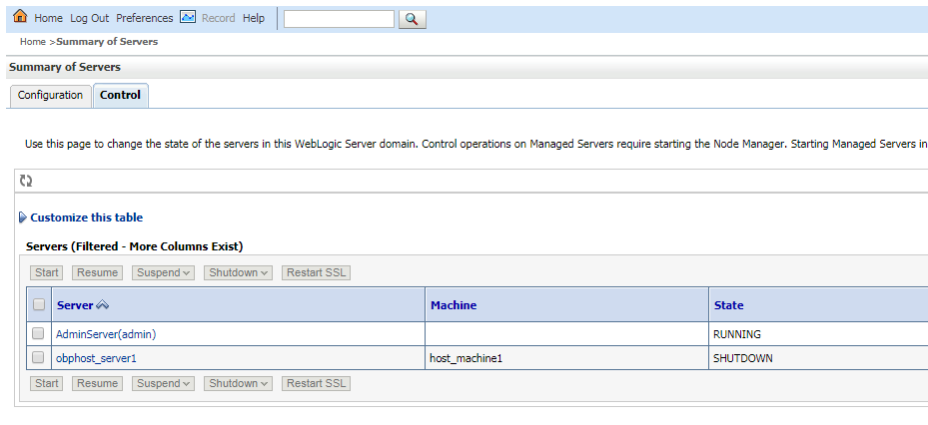 Home Log Out Preferences Record Help
Home >Summary of Servers
Summary of Servers
Configuration Control
Use this page to change the state of the servers in this WebLogic Server domain. Control operations on Managed Servers require starting the Node Manager. Starting Managed Servers in
Customize this table
Servers (Filtered - More Columns Exist)
Start Resume Suspend Shutdown Restart SSL
Server Machine State
AdminServer(admin) RUNNING
obphost_server1 host_machine1 SHUTDOWN
Start Resume Suspend Shutdown Restart SSL